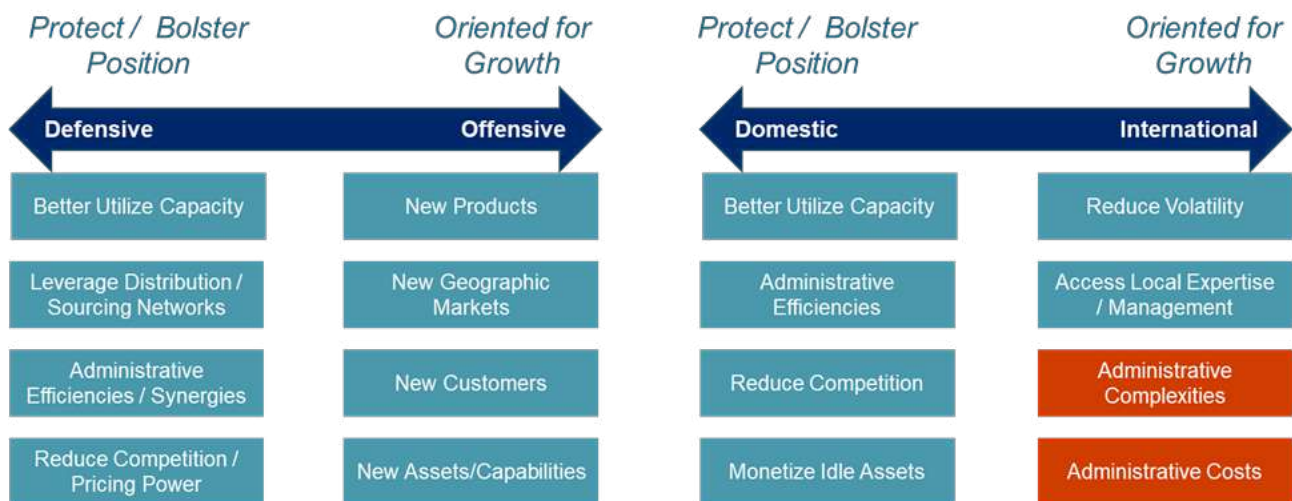 Protect / Bolster
Position
Oriented for
Growth
Defensive
Offensive
Better Utilize Capacity
New Products
Leverage Distribution /
Sourcing Networks
New Geographic
Markets
Administrative
Efficiencies / Synergies
New Customers
Reduce Competition /
Pricing Power
New Assets/Capabilities
Protect / Bolster
Position
Oriented for
Growth
Domestic
International
Better Utilize Capacity
Reduce Volatility
Administrative
Efficiencies
Access Local Expertise
/ Management
Reduce Competition
Administrative
Complexities
Monetize Idle Assets
Administrative Costs